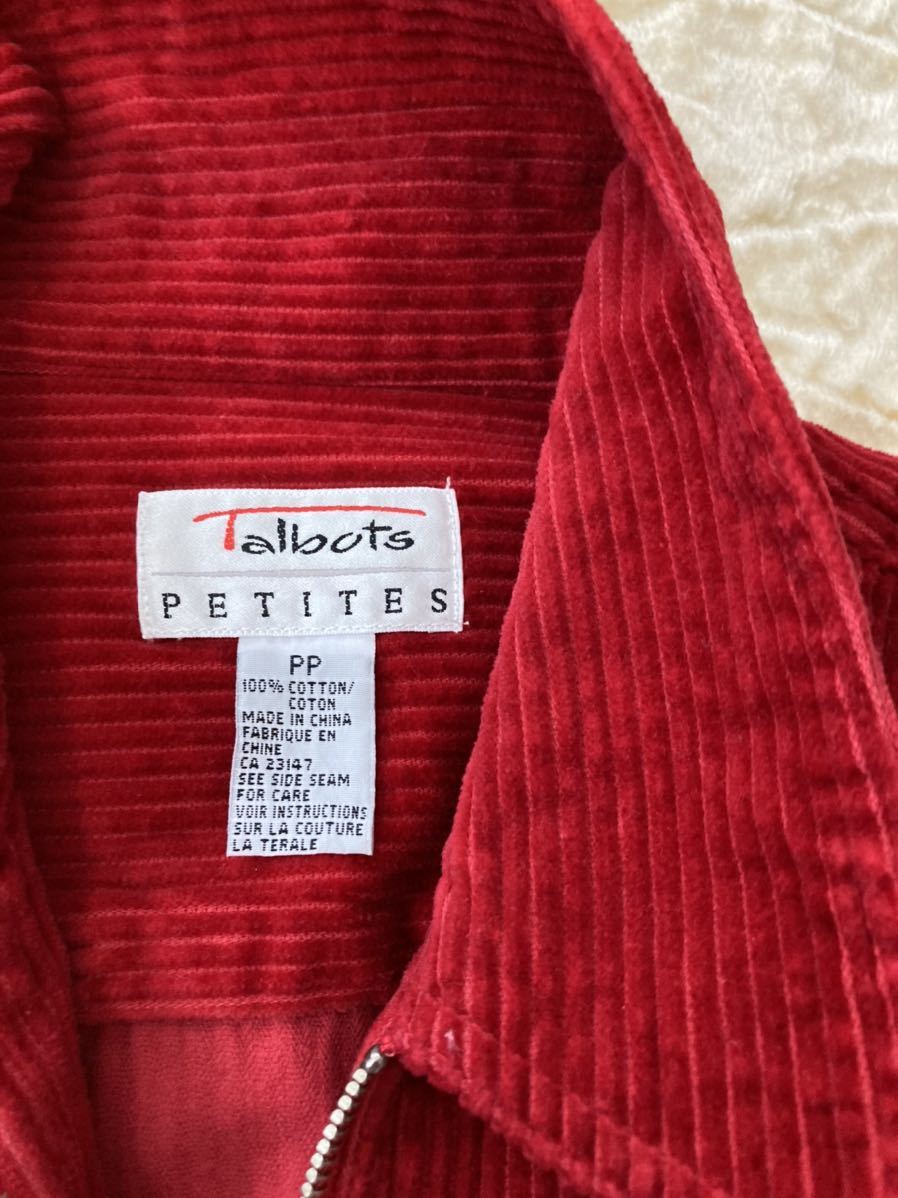 Talbots
PETITES
PP
100% COTTON/
COTON
MADE IN CHINA
FABRIQUE EN
CHINE
CA 23147
SEE SIDE SEAM
FOR CARE
VOIR INSTRUCTIONS
SUR LA COUTURE
LA TERALE